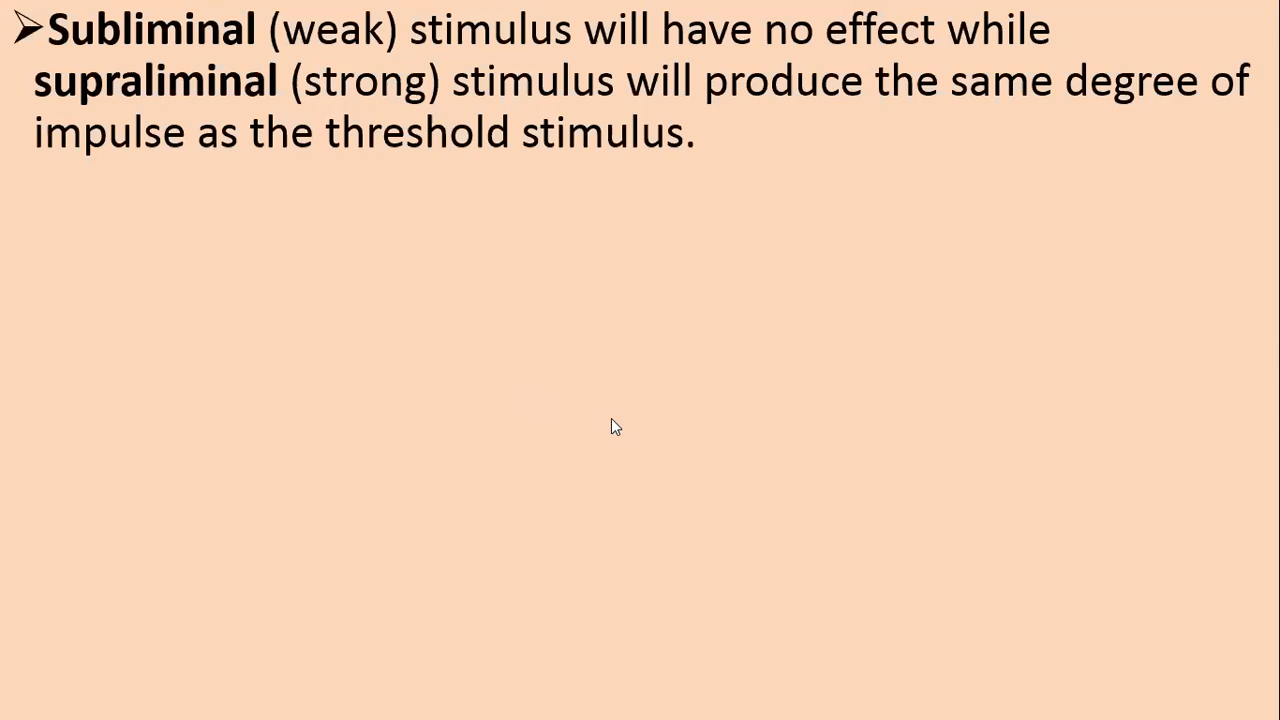 ➢Subliminal (weak) stimulus will have no effect while
supraliminal (strong) stimulus will produce the same degree of
impulse as the threshold stimulus.